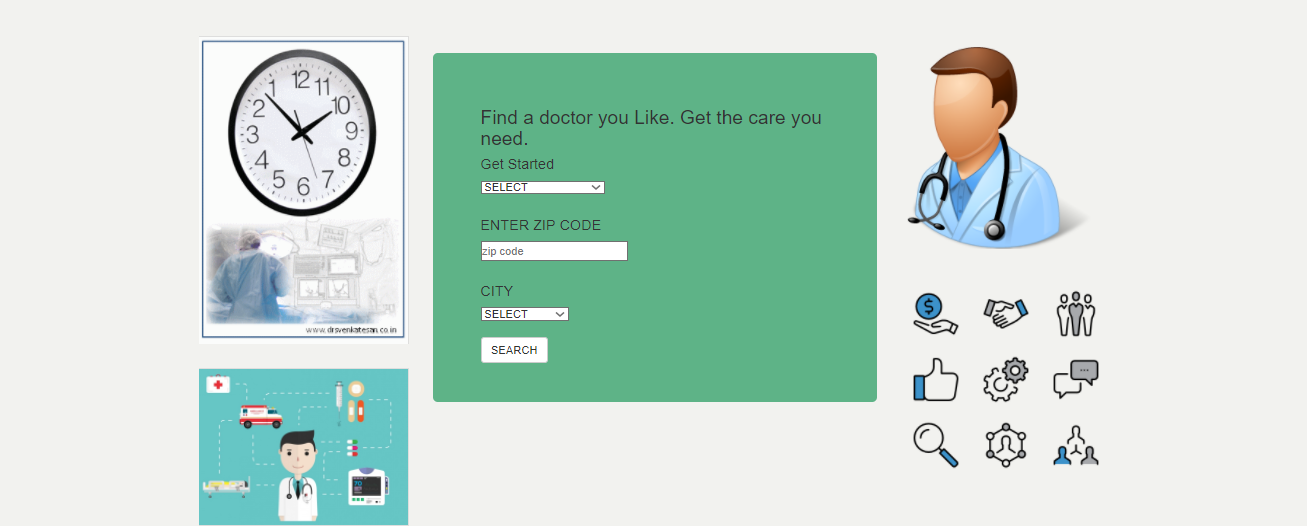 12
11
1
10
2
9
3
8
4
7
5
6
www.drsvenkatesan.co.in
Find a doctor you Like. Get the care you
need.
Get Started
SELECT
ENTER ZIP CODE
zip code
CITY
SELECT
SEARCH
$
70